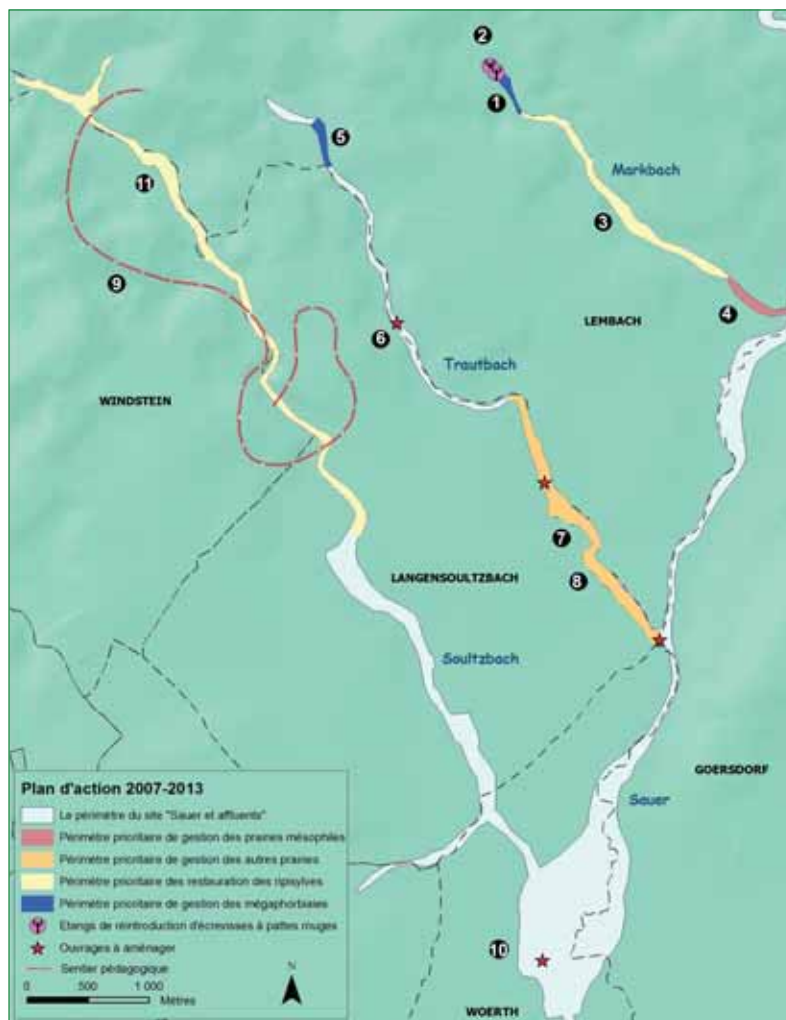 2
1
5
Markbach
11
3
9
4
LEMBACH
6
Trautbach
WINDSTEIN
7
LANGENSOULTZBACH
8
Soultzbach
GOERSDORF
Sauer
Plan d'action 2007-2013
Le périmètre du site "Sauer et affluents"
Périmètre prioritaire de gestion des prairies mésophiles
Périmètre prioritaire de gestion des autres prairies
Périmètre prioritaire des restauration des ripisylves
Périmètre prioritaire de gestion des mégaphorbiaies
Etangs de réintroduction d'écrevisses à pattes rouges
Ouvrages à aménager
Sentier pédagogique
0 500 1 000
Mètres
N
10
WOERTH